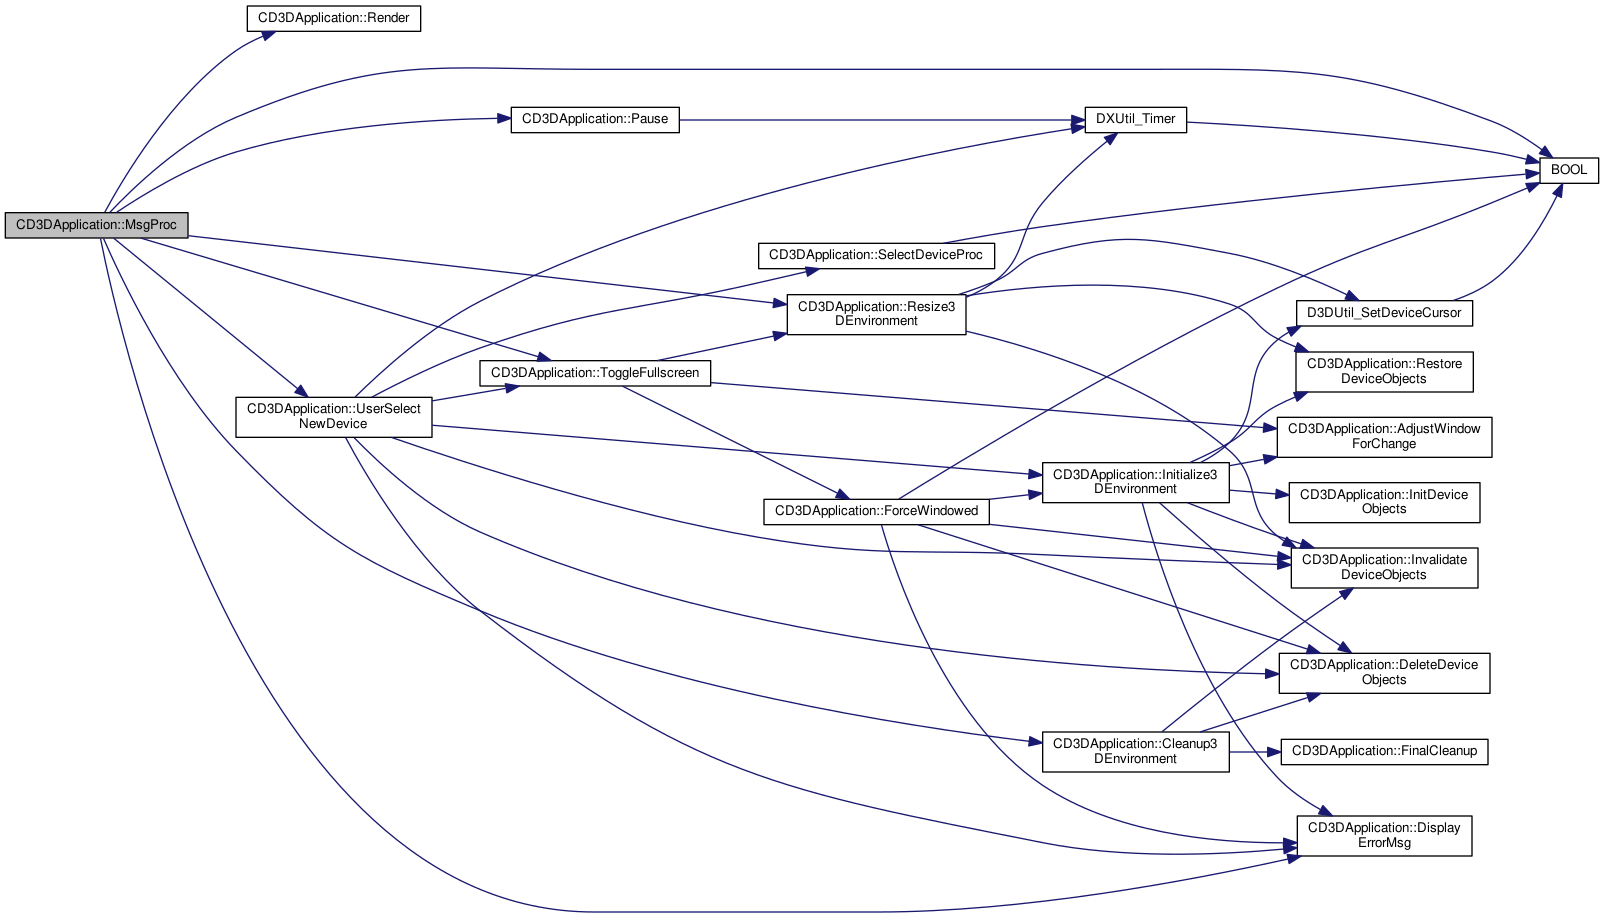 CD3DApplication::Render
CD3DApplication::Pause
DXUtil_Timer
BOOL
CD3DApplication::MsgProc
CD3DApplication::SelectDeviceProc
CD3DApplication::Resize3
DEnvironment
D3DUtil_SetDeviceCursor
CD3DApplication::Restore
DeviceObjects
CD3DApplication::ToggleFullscreen
CD3DApplication::UserSelect
NewDevice
CD3DApplication::AdjustWindow
ForChange
CD3DApplication::Initialize3
DEnvironment
CD3DApplication::InitDevice
Objects
CD3DApplication::ForceWindowed
CD3DApplication::Invalidate
DeviceObjects
CD3DApplication::DeleteDevice
Objects
CD3DApplication::Cleanup3
DEnvironment
CD3DApplication::FinalCleanup
CD3DApplication::Display
ErrorMsg